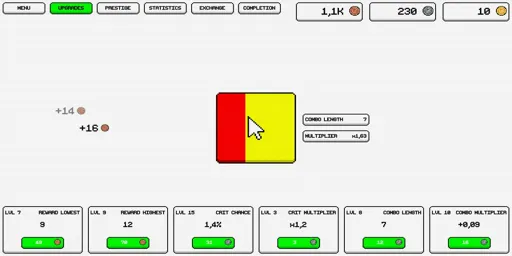 MENU
UPGRADES
PRESTIGE
STATISTICS
EXCHANGE
COMPLETION
1,1K
230
10
+14
+16
COMBO LENGTH 7
MULTIPLIER x1,63
LVL 7 REWARD LOWEST
9
LVL 9 REWARD HIGHEST
12
70
LVL 15 CRIT CHANCE
1,4%
LVL 3 CRIT MULTIPLIER
x1,2
LVL 6 COMBO LENGTH
7
LVL 10 COMBO MULTIPLIER
+0,09